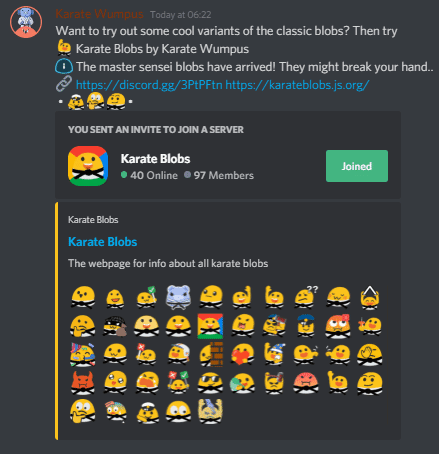 Karate Wumpus Today at 06:22
Want to try out some cool variants of the classic blobs? Then try
Karate Blobs by Karate Wumpus
The master sensei blobs have arrived! They might break your hand..
https://discord.gg/3PtPFtn https://karateblobs.js.org/
YOU SENT AN INVITE TO JOIN A SERVER
Karate Blobs
40 Online 97 Members
Joined
Karate Blobs
Karate Blobs
The webpage for info about all karate blobs
??